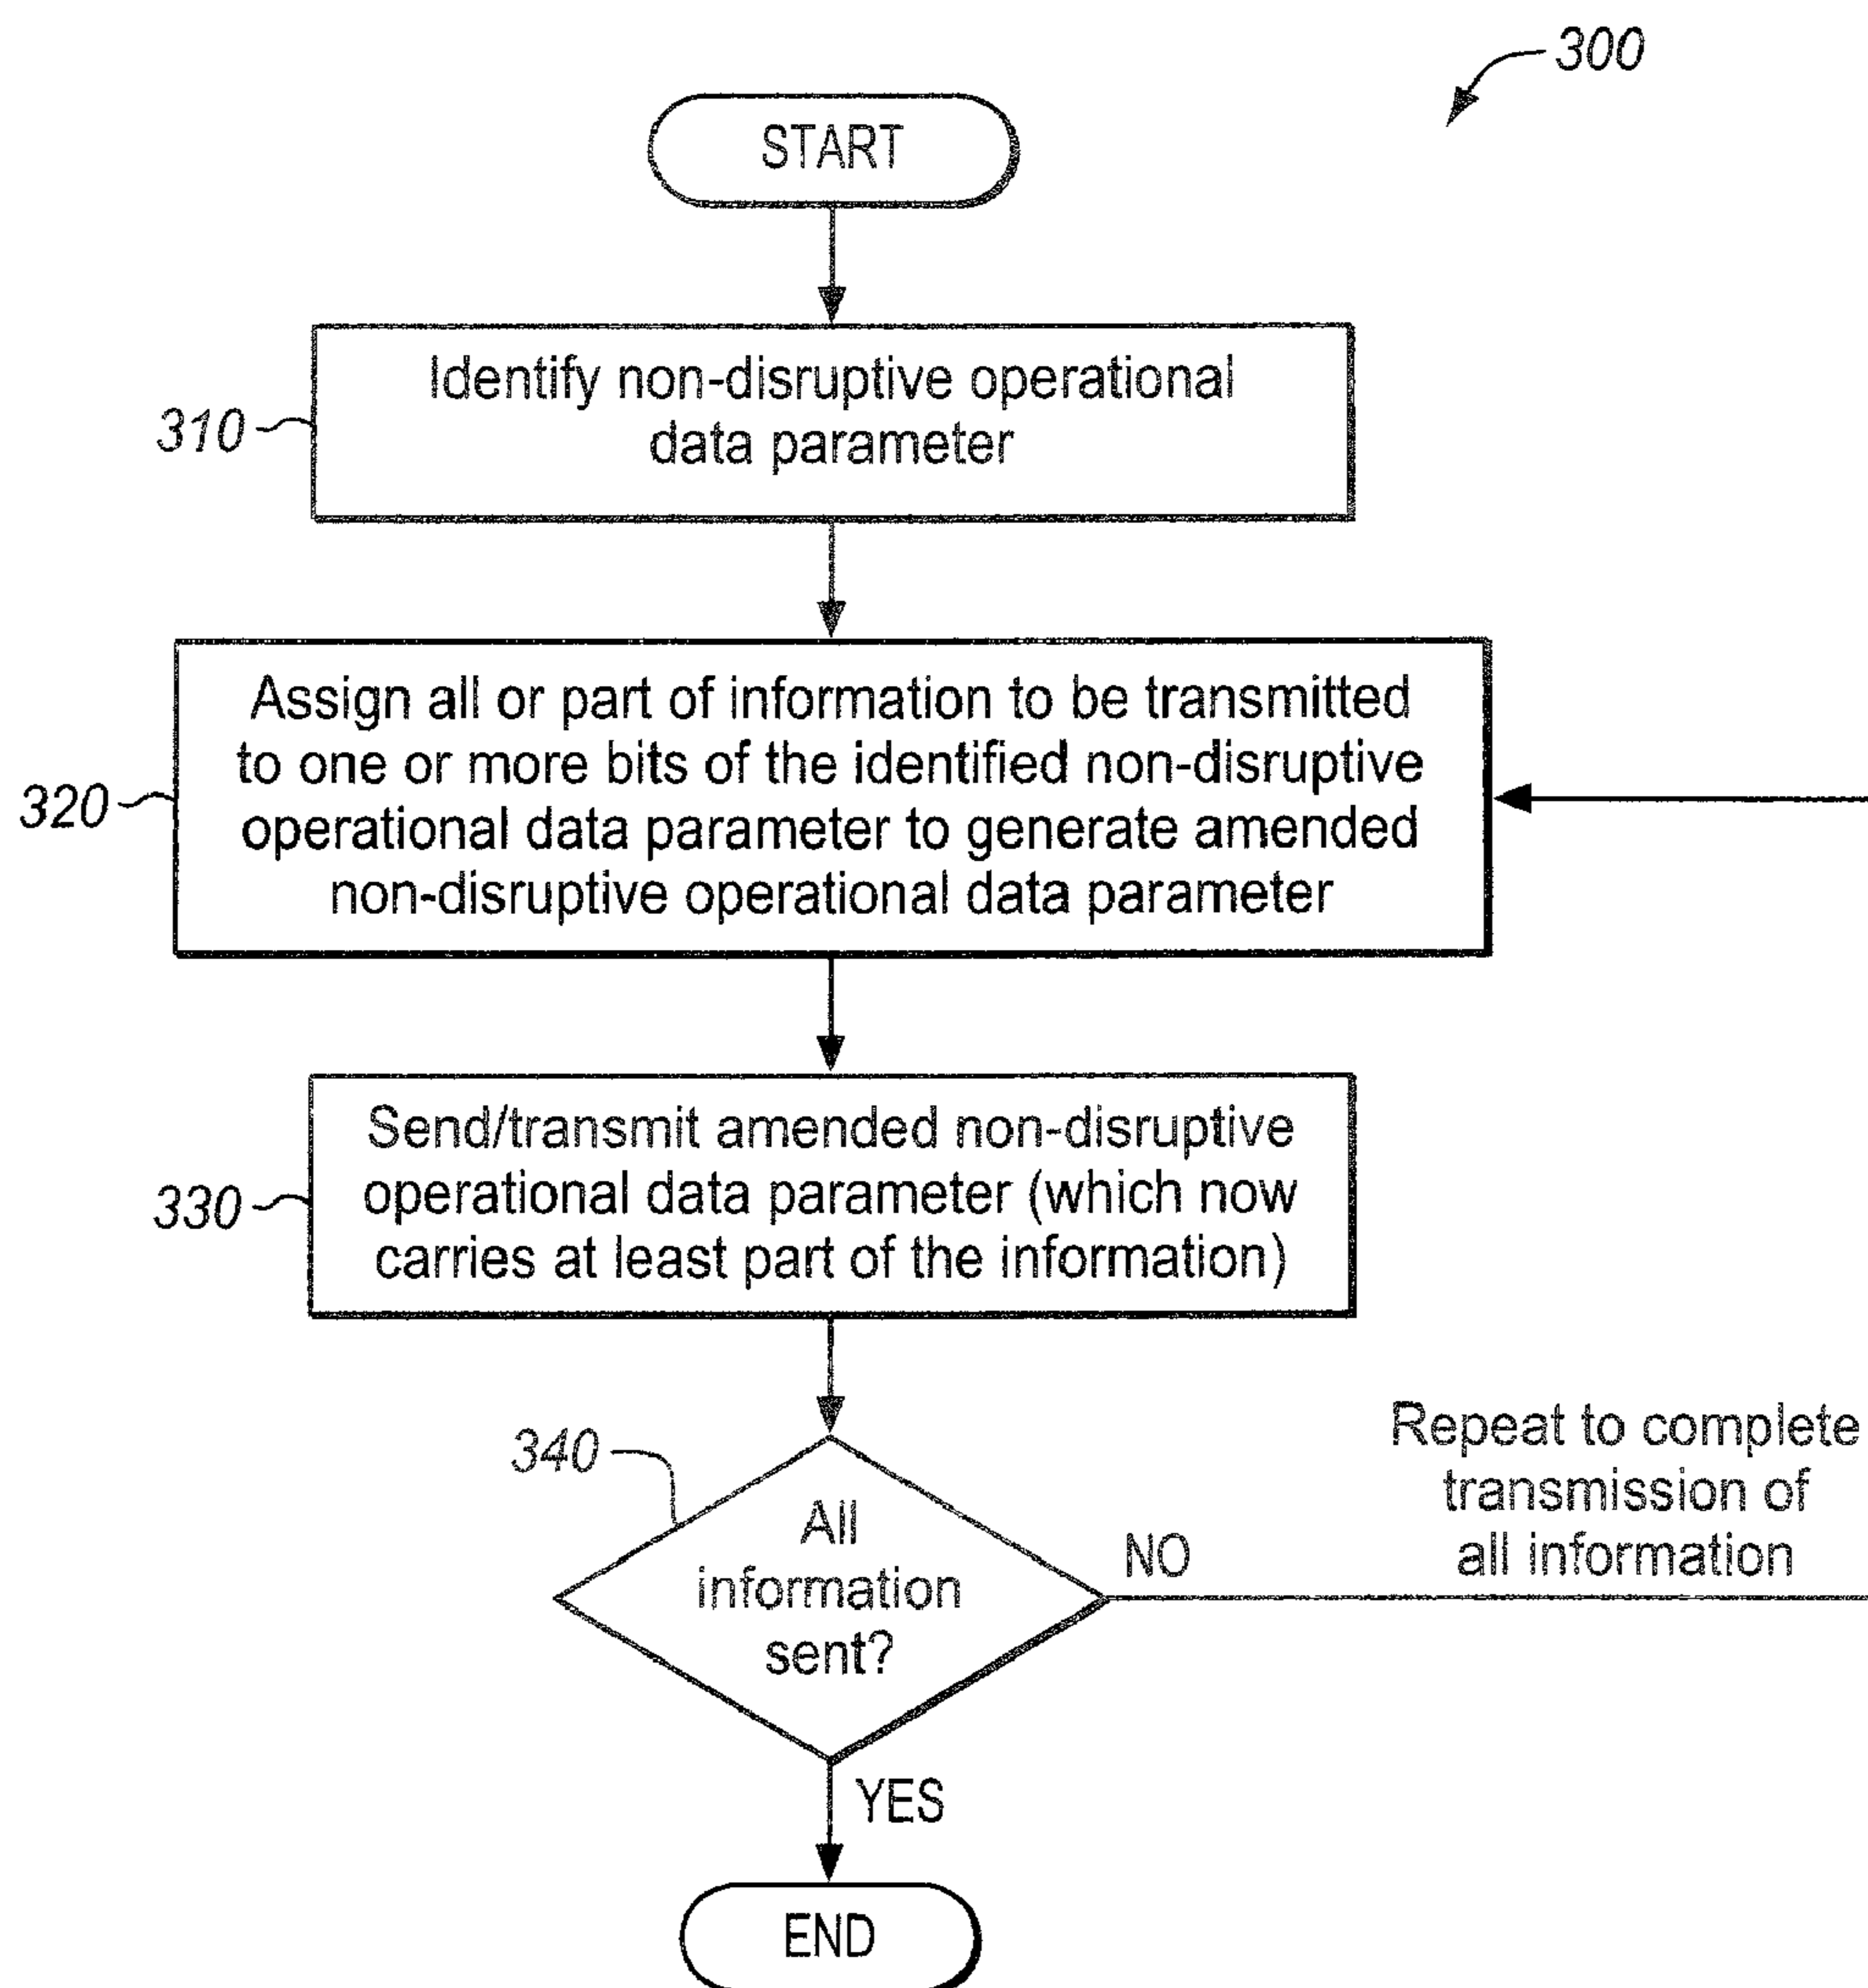 300
START
310
Identify non-disruptive operational
data parameter
320
Assign all or part of information to be transmitted
to one or more bits of the identified non-disruptive
operational data parameter to generate amended
non-disruptive operational data parameter
330
Send/transmit amended non-disruptive
operational data parameter (which now
carries at least part of the information)
340
All
information
sent?
NO
Repeat to complete
transmission of
all information
YES
END